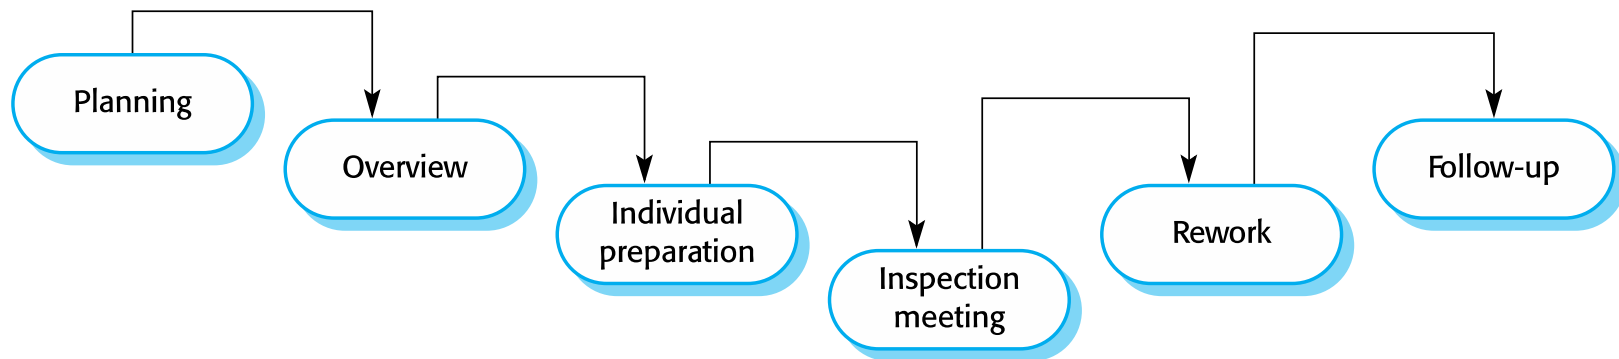 Planning
Overview
Individual
preparation
Inspection
meeting
Rework
Follow-up